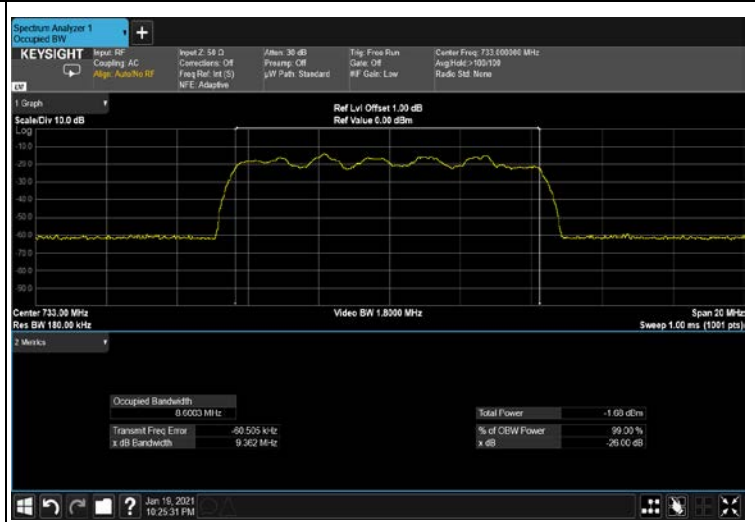 Spectrum Analyzer 1
Occupied BW
+
KEYSIGHT
Input: RF
Coupling: AC
Align: Auto/No RF
Input Z: 50 Ω
Corrections: Off
Freq Ref: Int (S)
NFE: Adaptive
Atten: 30 dB
Preamp: Off
µW Path: Standard
Trig: Free Run
Gate: Off
#IF Gain: Low
Center Freq: 733.000000 MHz
Avg|Hold:>100/100
Radio Std: None
1 Graph
Scale/Div 10.0 dB
Ref Lvl Offset 1.00 dB
Ref Value 0.00 dBm
Log
-10.0
-20.0
-30.0
-40.0
-50.0
-60.0
-70.0
-80.0
-90.0
Center 733.00 MHz
Video BW 1.8000 MHz
Span 20 MHz
Res BW 180.00 kHz
Sweep 1.00 ms (1001 pts)
2 Metrics
Occupied Bandwidth
8.6003 MHz
Total Power -1.68 dBm
Transmit Freq Error -60.505 kHz
% of OBW Power 99.00 %
x dB Bandwidth 9.362 MHz
x dB -26.00 dB
?
Jan 19, 2021
10:25:31 PM